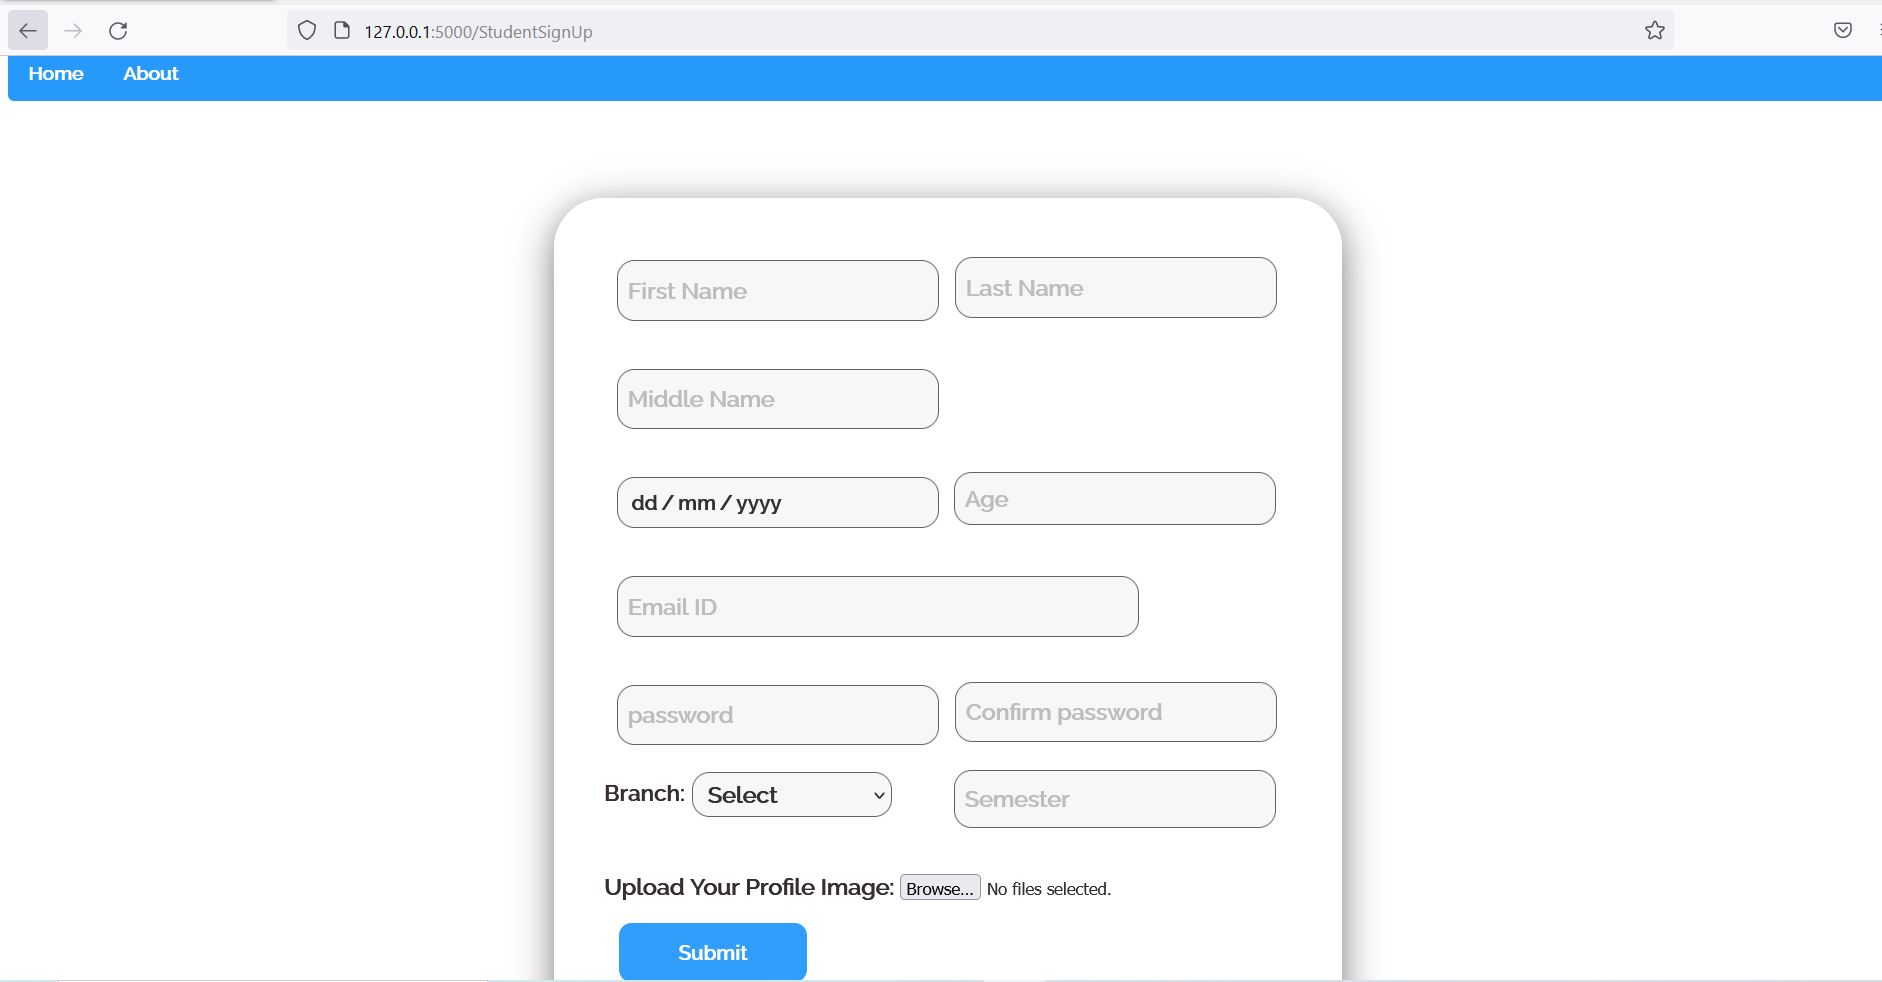 127.0.0.1:5000/StudentSignUp
Home About
First Name Last Name
Middle Name
dd / mm / yyyy Age
Email ID
password Confirm password
Branch: Select Semester
Upload Your Profile Image: Browse... No files selected.
Submit